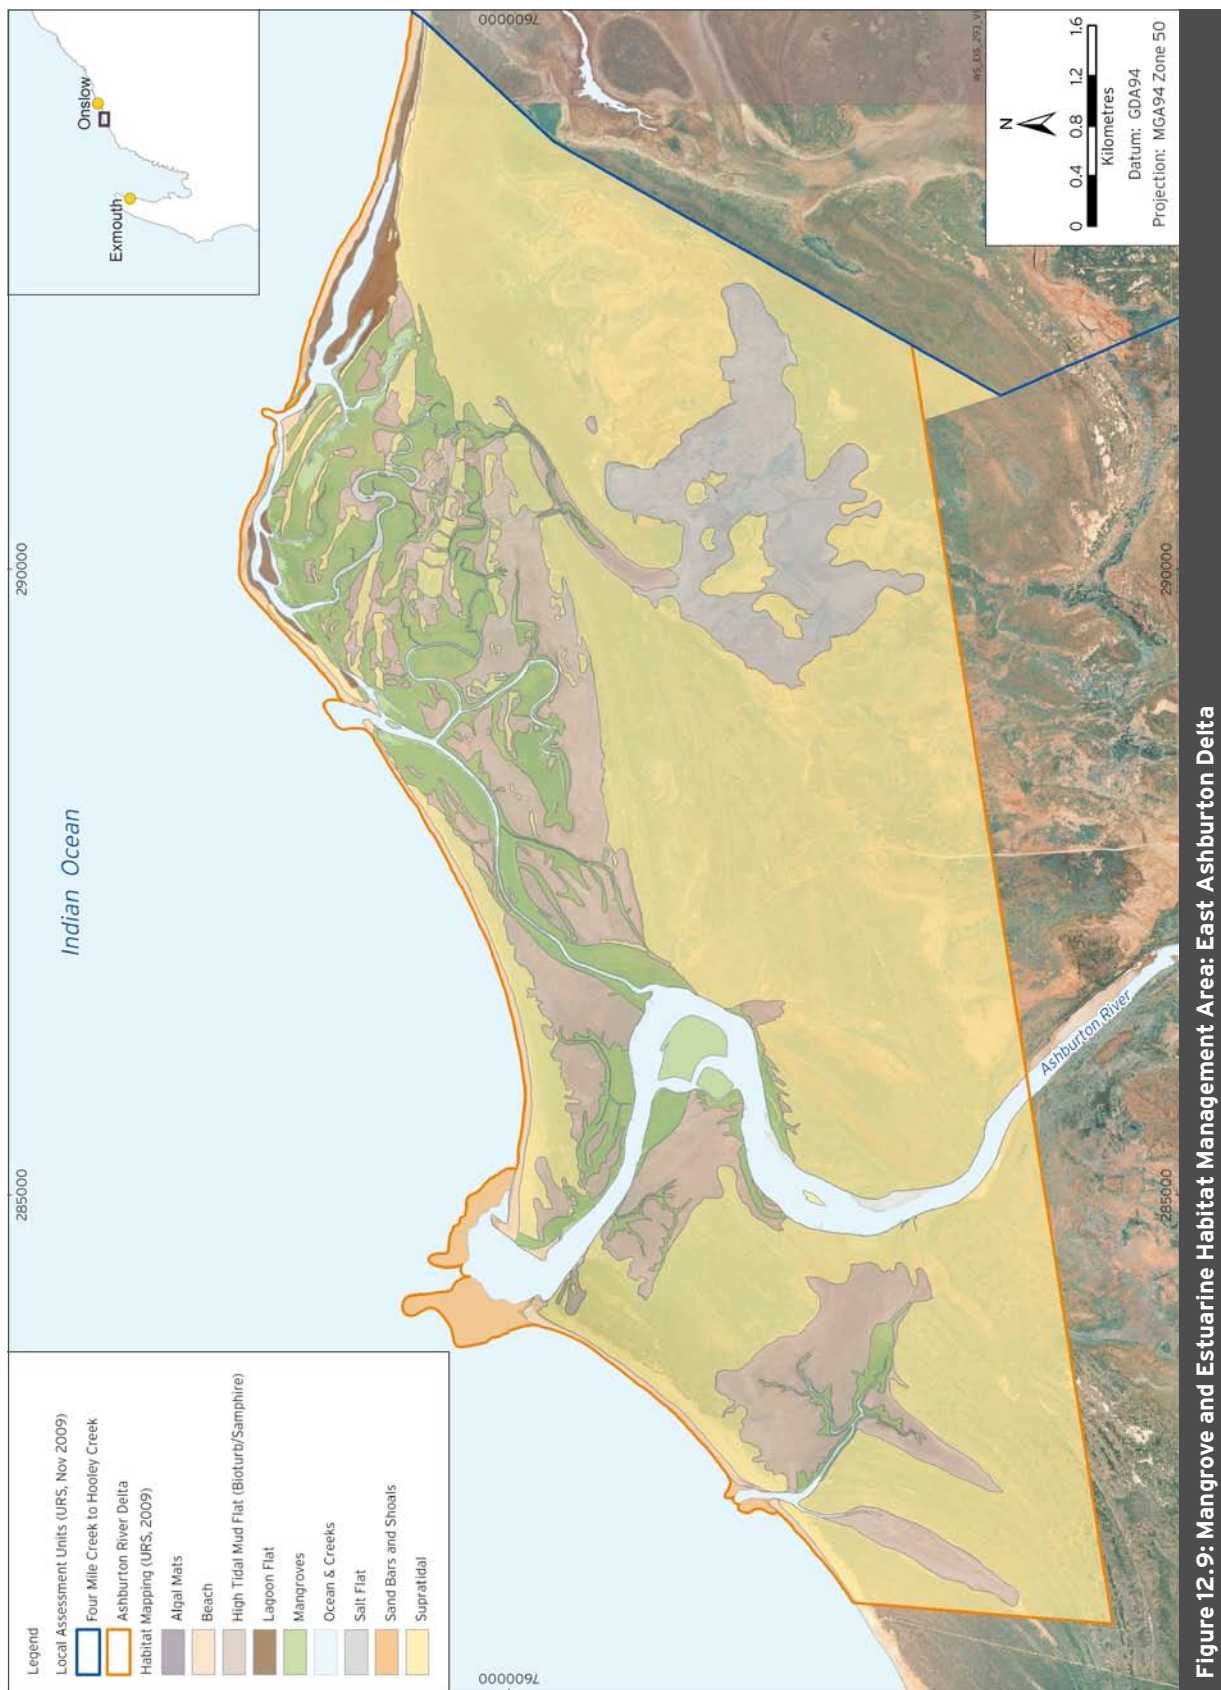 Legend
Local Assessment Units (URS, Nov 2009)
Four Mile Creek to Hooley Creek
Ashburton River Delta
Habitat Mapping (URS, 2009)
Algal Mats
Beach
High Tidal Mud Flat (Bioturb/Samphire)
Lagoon Flat
Mangroves
Ocean & Creeks
Salt Flat
Sand Bars and Shoals
Supratidal
285000
290000
Indian Ocean
Exmouth
Onslow
7600000
7600000
Ashburton River
285000
290000
N
0 0.4 0.8 1.2 1.6
Kilometres
Datum: GDA94
Projection: MGA94 Zone 50
Figure 12.9: Mangrove and Estuarine Habitat Management Area: East Ashburton Delta